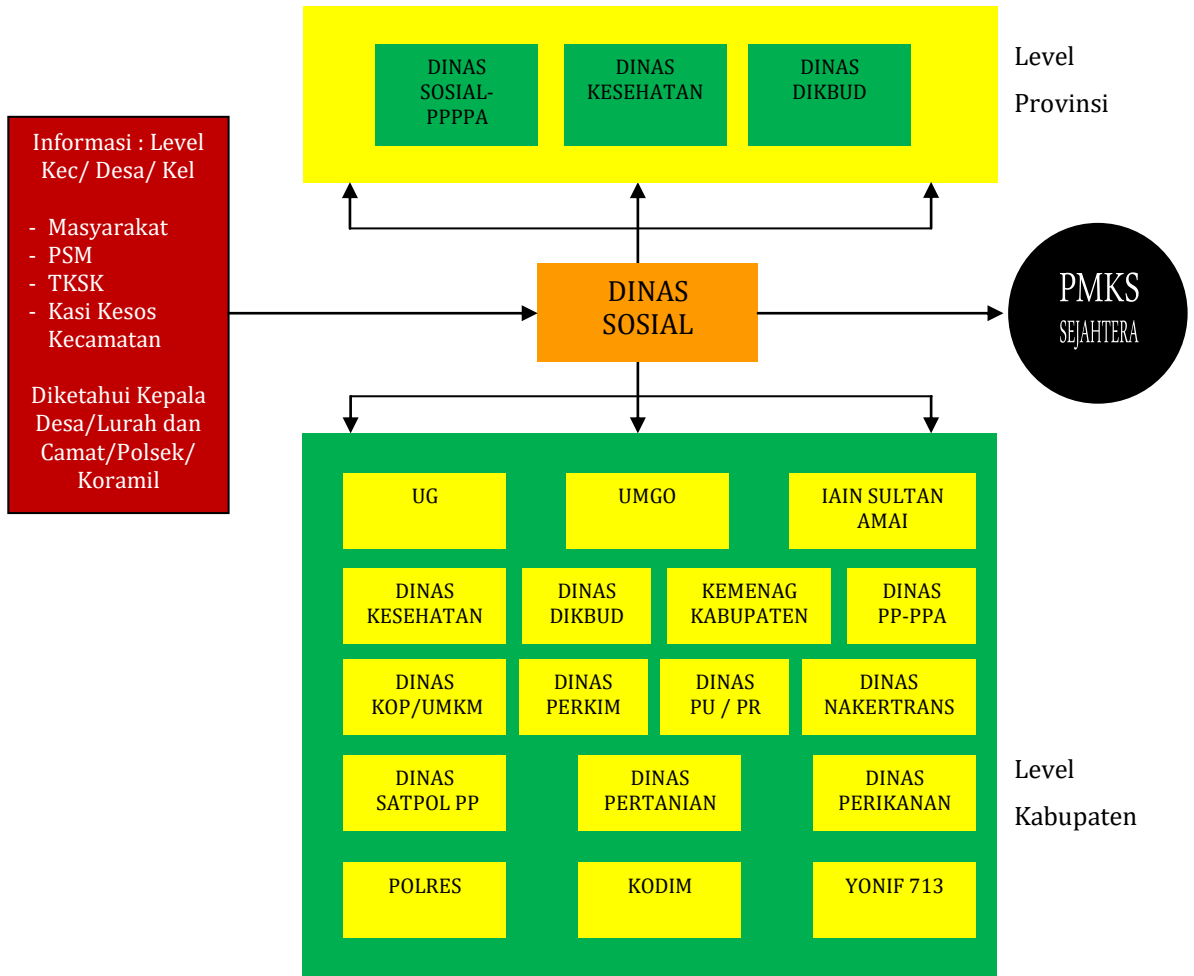 DINAS
SOSIAL-
PPPPA
DINAS
KESEHATAN
DINAS
DIKBUD
Level
Provinsi
Informasi : Level
Kec/ Desa/ Kel
- Masyarakat
- PSM
- TKSK
- Kasi Kesos
Kecamatan
Diketahui Kepala
Desa/Lurah dan
Camat/Polsek/
Koramil
DINAS
SOSIAL
PMKS
SEJAHTERA
UG
UMGO
IAIN SULTAN
AMAI
DINAS
KESEHATAN
DINAS
DIKBUD
KEMENAG
KABUPATEN
DINAS
PP-PPA
DINAS
KOP/UMKM
DINAS
PERKIM
DINAS
PU / PR
DINAS
NAKERTRANS
DINAS
SATPOL PP
DINAS
PERTANIAN
DINAS
PERIKANAN
Level
Kabupaten
POLRES
KODIM
YONIF 713